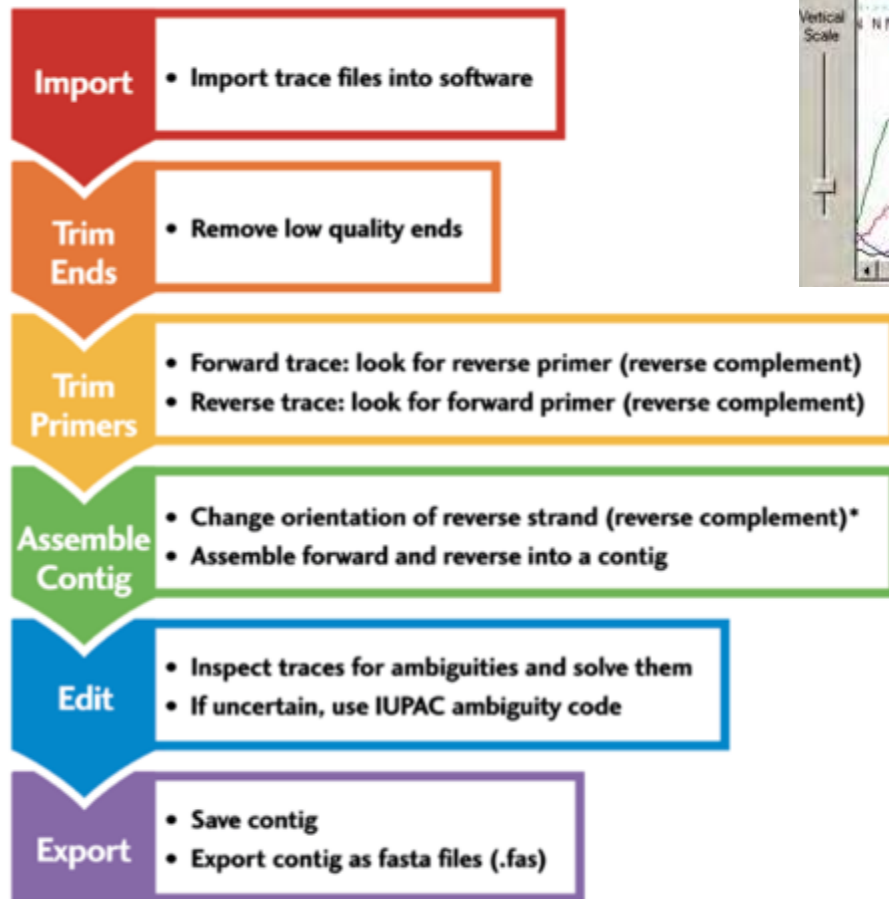 Vertical
Scale
N
Import
• Import trace files into software
Trim
Ends
• Remove low quality ends
Trim
Primers
• Forward trace: look for reverse primer (reverse complement)
• Reverse trace: look for forward primer (reverse complement)
Assemble
Contig
• Change orientation of reverse strand (reverse complement)*
• Assemble forward and reverse into a contig
Edit
• Inspect traces for ambiguities and solve them
• If uncertain, use IUPAC ambiguity code
Export
• Save contig
• Export contig as fasta files (.fas)